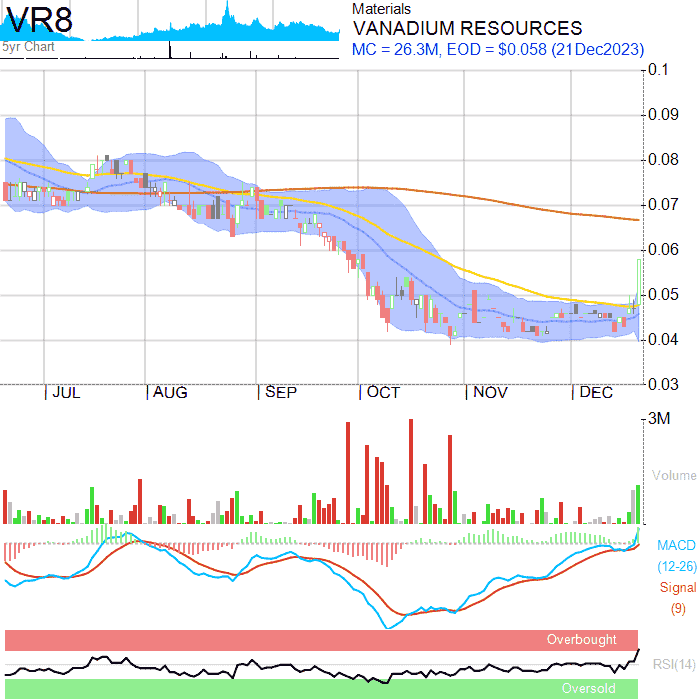 VR8
5yr Chart
Materials
VANADIUM RESOURCES
MC = 26.3M, EOD = $0.058 (21Dec2023)
0.1
0.09
0.08
0.07
0.06
0.05
0.04
0.03
JUL
AUG
SEP
OCT
NOV
DEC
3M
Volume
MACD
(12-26)
Signal
(9)
Overbought
RSI(14)
Oversold